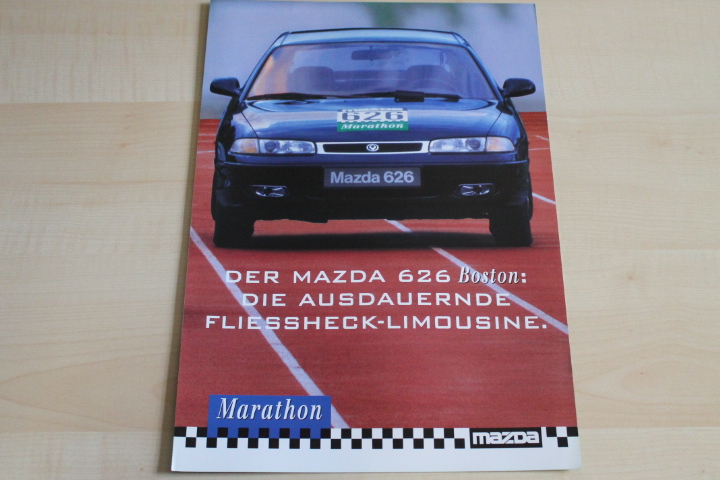 626
Marathon
Mazda 626
DER MAZDA 626 Boston:
DIE AUSDAUERNDE
FLIESSHECK-LIMOUSINE.
Marathon
mazda